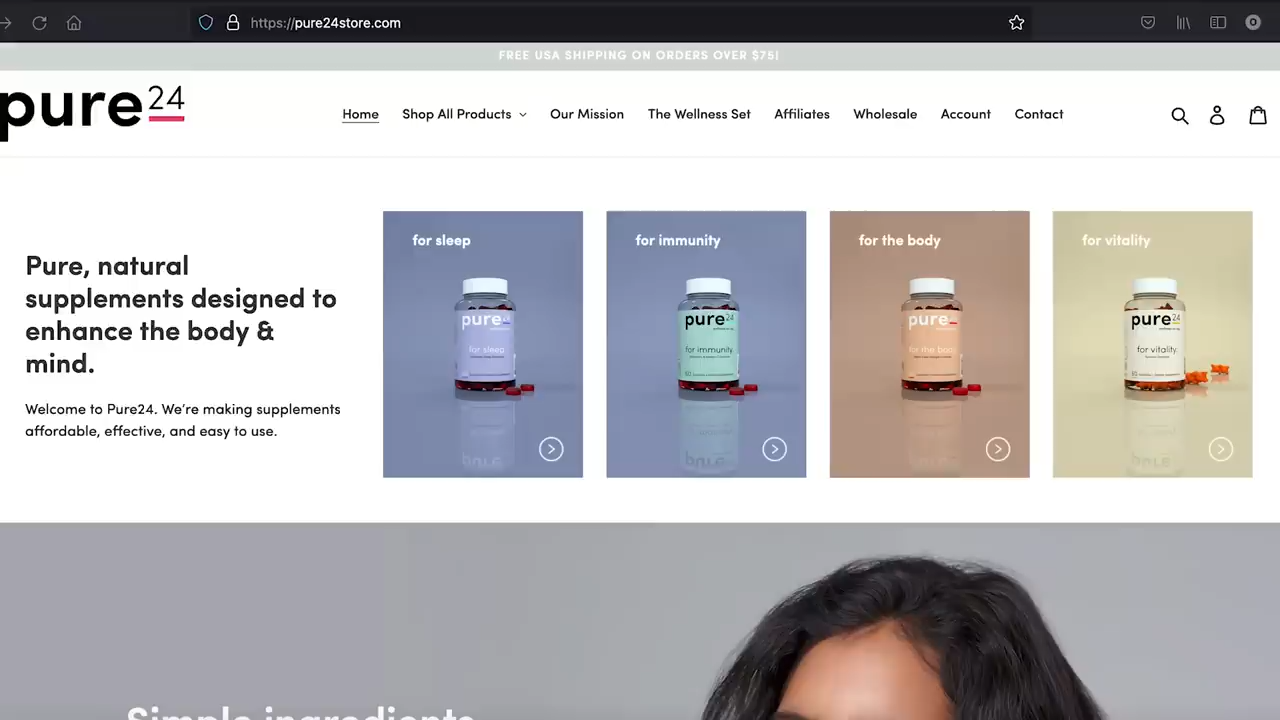 https://pure24store.com
FREE USA SHIPPING ON ORDERS OVER $75!
pure24
Home Shop All Products Our Mission The Wellness Set Affiliates Wholesale Account Contact
Pure, natural
supplements designed to
enhance the body &
mind.
Welcome to Pure24. We're making supplements
affordable, effective, and easy to use.
for sleep
pure24
for sleep
for immunity
pure24
for immunity
for the body
pure
for the body
for vitality
pure24
for vitality
Simple ingredients